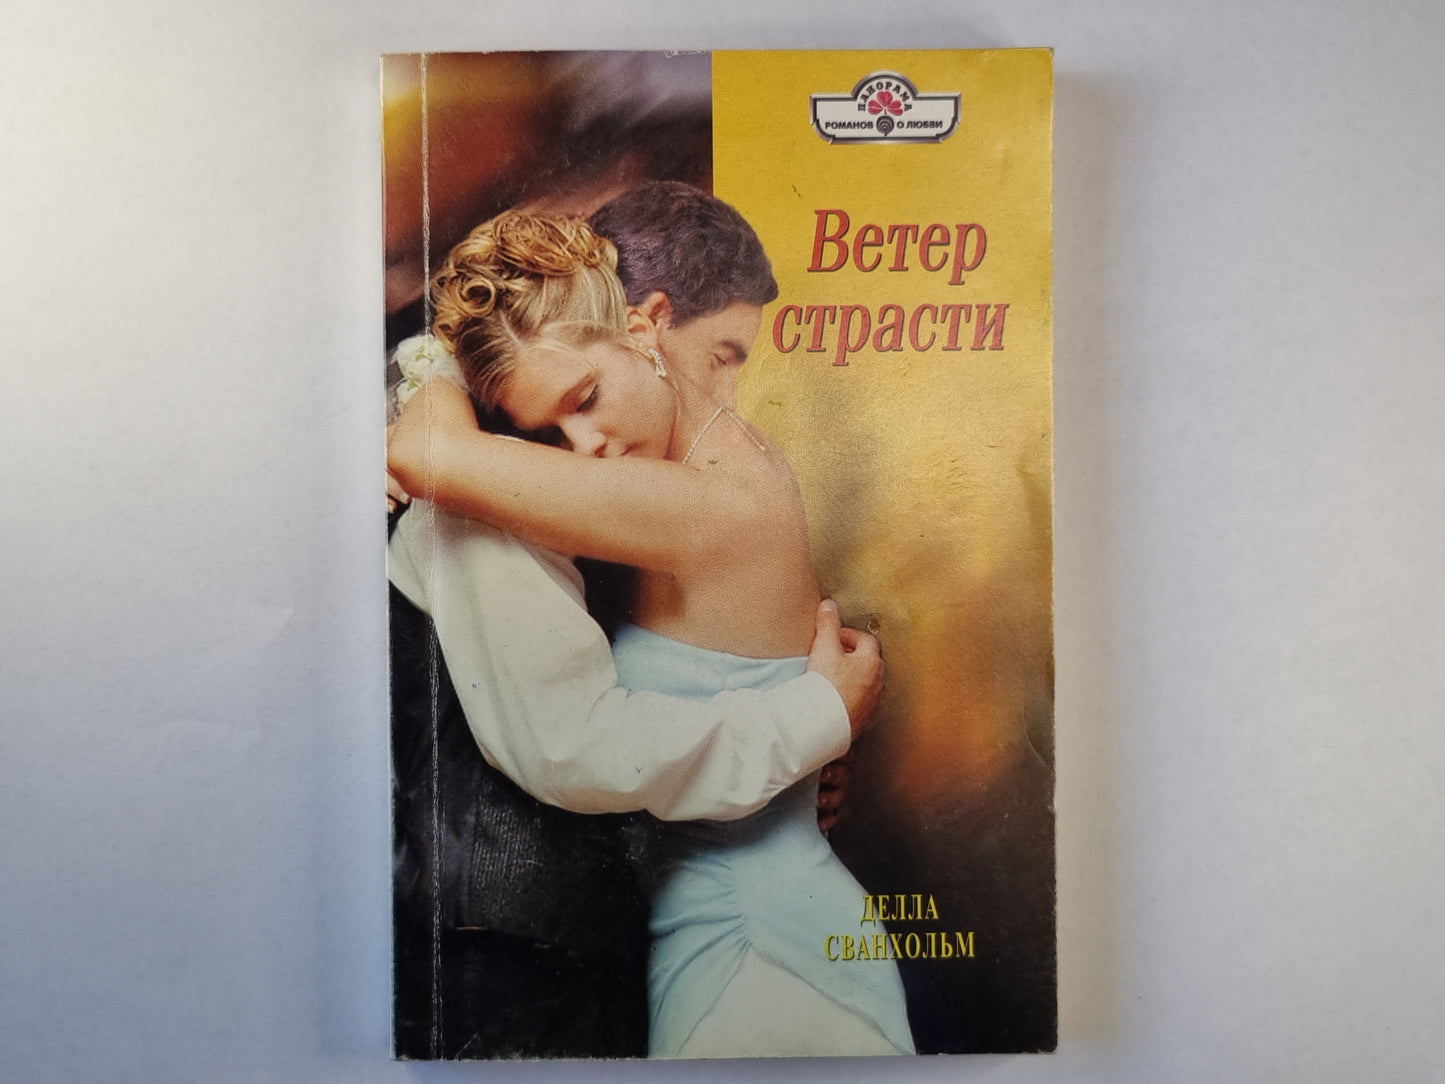 ПАНОРАМА
РОМАНОВ О ЛЮБВИ
Ветер
страсти
ДЕЛЛА
СВАНХОЛЬМ